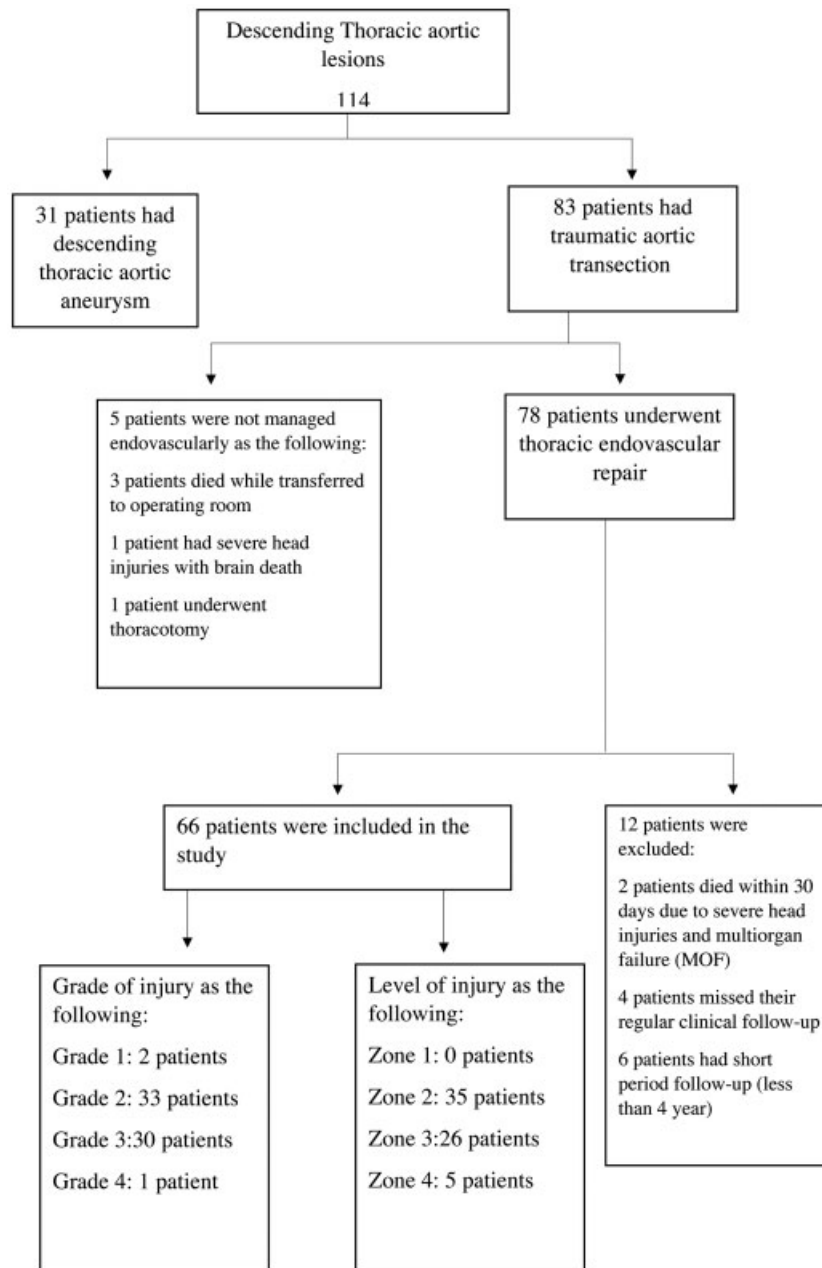 Descending Thoracic aortic
lesions
114
31 patients had
descending
thoracic aortic
aneurysm
83 patients had
traumatic aortic
transection
5 patients were not managed
endovascularly as the following:
3 patients died while transferred
to operating room
1 patient had severe head
injuries with brain death
1 patient underwent
thoracotomy
78 patients underwent
thoracic endovascular
repair
66 patients were included in the
study
12 patients were
excluded:
2 patients died within 30
days due to severe head
injuries and multiorgan
failure (MOF)
4 patients missed their
regular clinical follow-up
6 patients had short
period follow-up (less
than 4 year)
Grade of injury as the
following:
Grade 1: 2 patients
Grade 2: 33 patients
Grade 3:30 patients
Grade 4: 1 patient
Level of injury as the
following:
Zone 1: 0 patients
Zone 2: 35 patients
Zone 3:26 patients
Zone 4: 5 patients